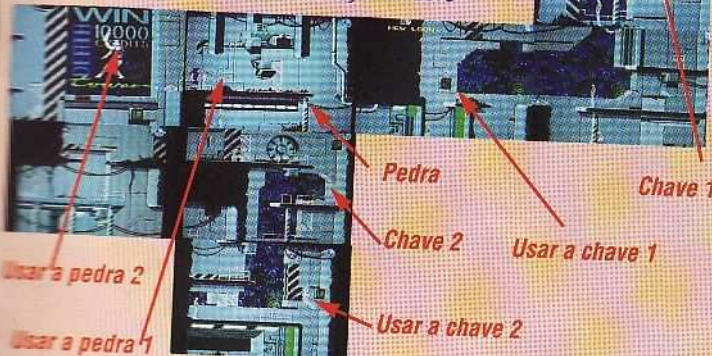 WIN
10000
Pedra
Chave 1
Chave 2
Usar a chave 1
Usar a pedra 2
Usar a chave 2
Usar a pedra 1